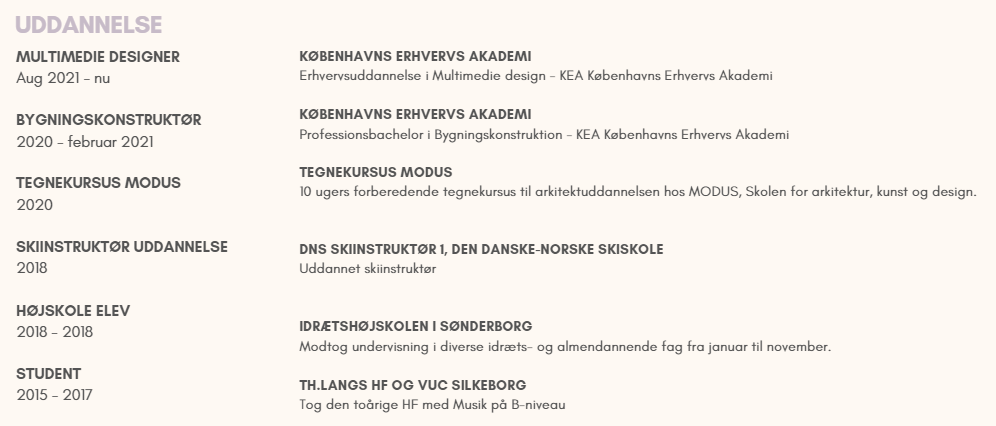 UDDANNELSE
MULTIMEDIE DESIGNER
Aug 2021 - nu
KØBENHAVNS ERHVERVS AKADEMI
Erhvervsuddannelse i Multimedie design - KEA Københavns Erhvervs Akademi
BYGNINGSKONSTRUKTØR
2020 - februar 2021
KØBENHAVNS ERHVERVS AKADEMI
Professionsbachelor i Bygningskonstruktion - KEA Københavns Erhvervs Akademi
TEGNEKURSUS MODUS
2020
TEGNEKURSUS MODUS
10 ugers forberedende tegnekursus til arkitektuddannelsen hos MODUS, Skolen for arkitektur, kunst og design.
SKIINSTRUKTØR UDDANNELSE
2018
DNS SKIINSTRUKTØR 1, DEN DANSKE-NORSKE SKISKOLE
Uddannet skiinstruktør
HØJSKOLE ELEV
2018 - 2018
IDRÆTSHØJSKOLEN I SØNDERBORG
Modtog undervisning i diverse idræts- og almendannende fag fra januar til november.
STUDENT
2015 - 2017
TH.LANGS HF OG VUC SILKEBORG
Tog den toårige HF med Musik på B-niveau